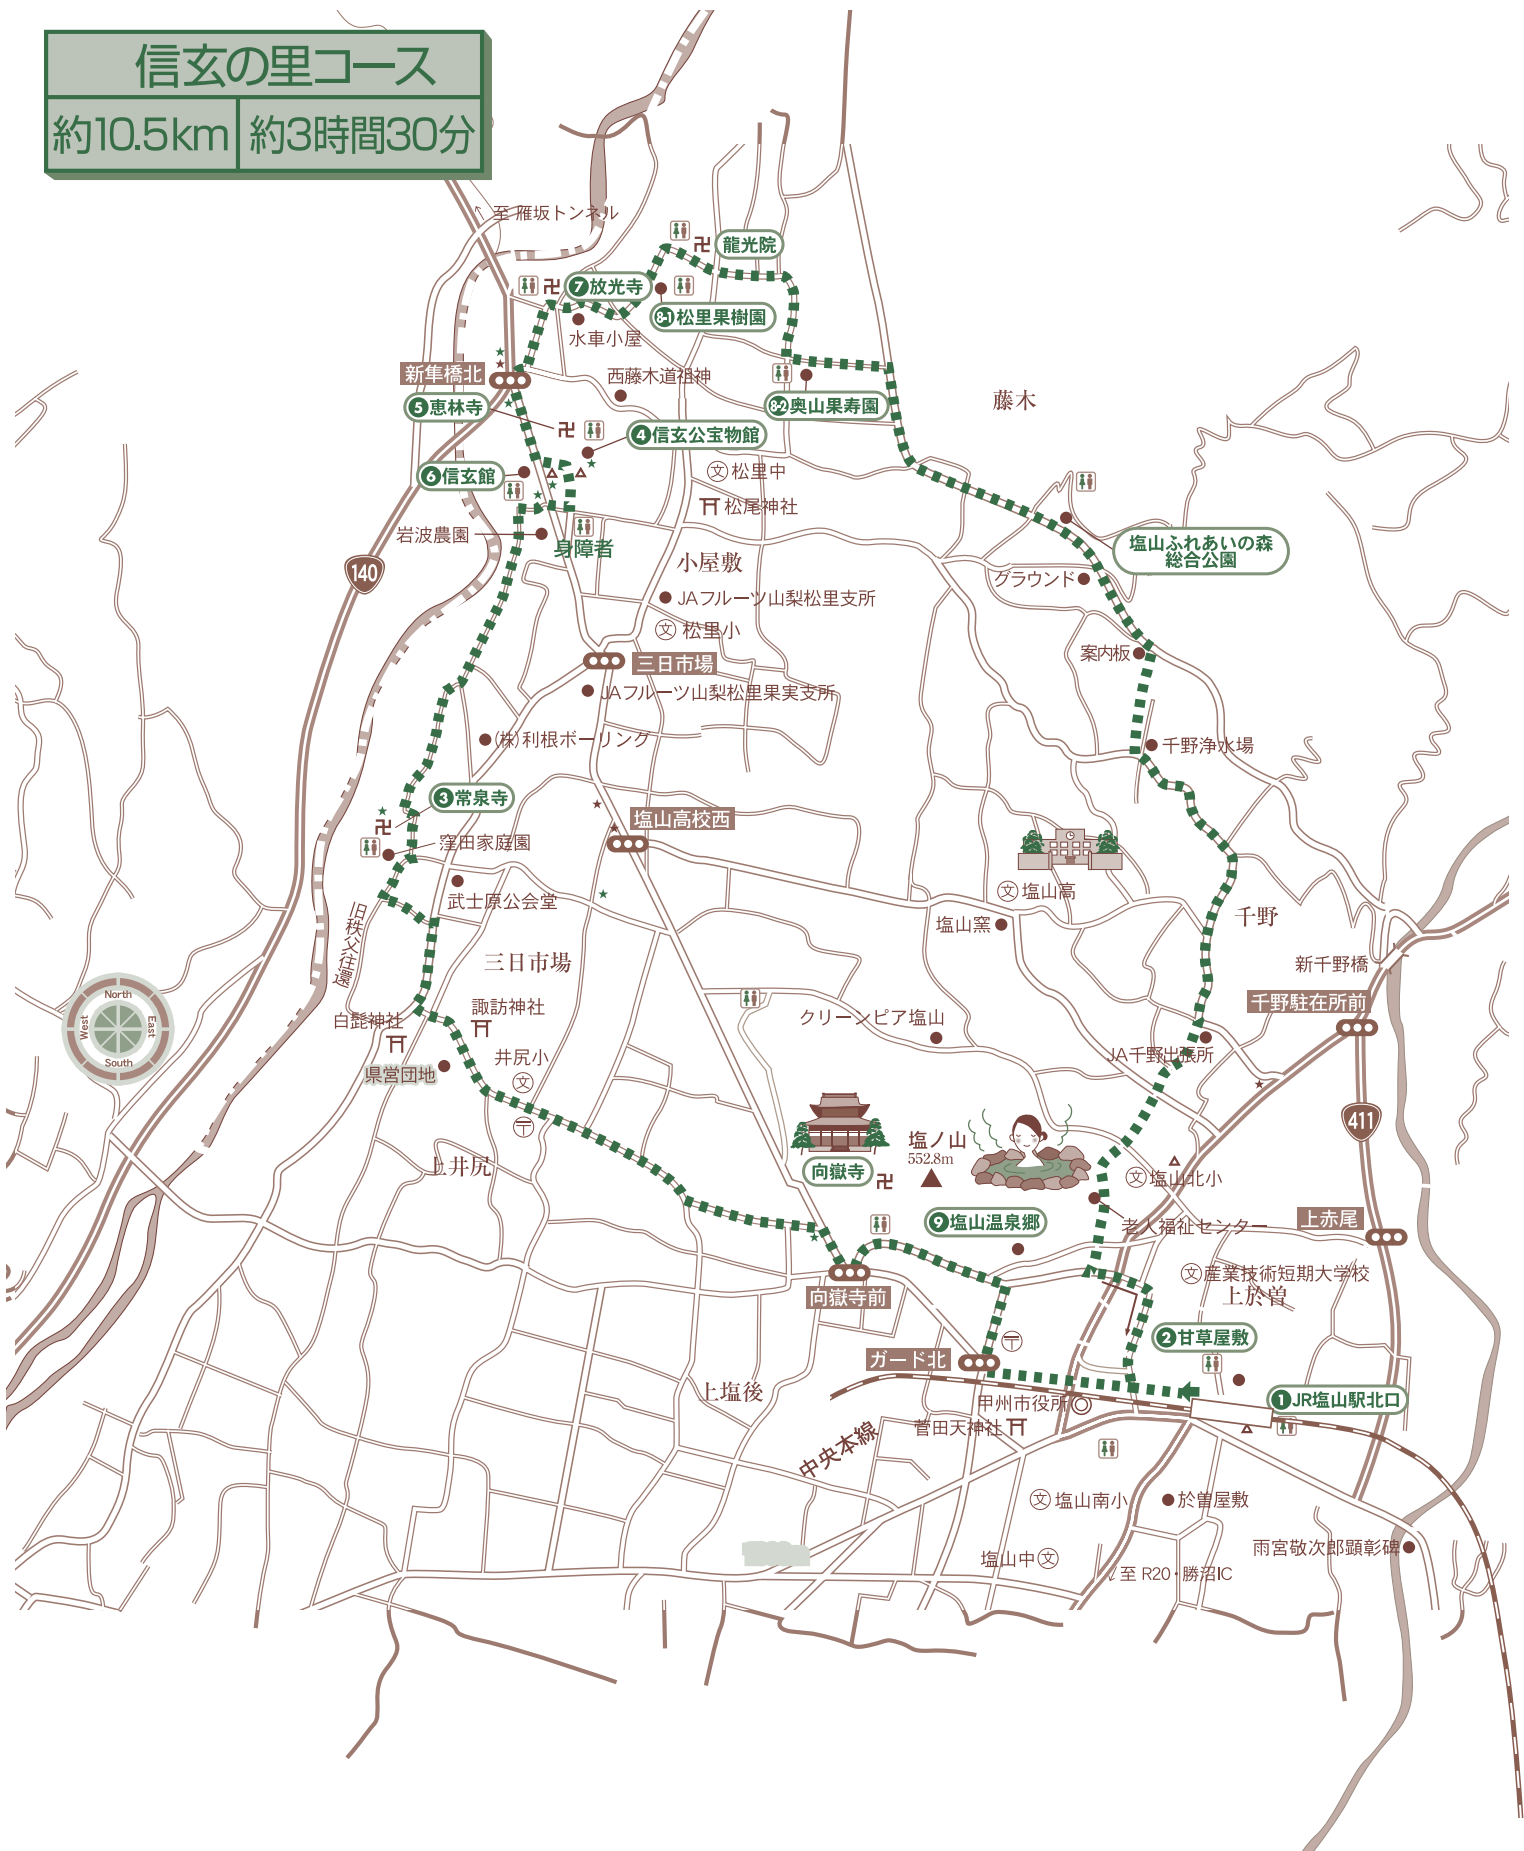 信玄の里コース
約10.5km
約3時間30分
至 雁坂トンネル
龍光院
7 放光寺
8-1 松里果樹園
水車小屋
新隼橋北
西藤木道祖神
5 恵林寺
8-2 奥山果寿園
藤木
4 信玄公宝物館
6 信玄館
文 松里中
松尾神社
岩波農園
身障者
小屋敷
塩山ふれあいの森
総合公園
グラウンド
140
JAフルーツ山梨松里支所
文 松里小
三日市場
案内板
JAフルーツ山梨松里果実支所
(株)利根ボーリング
千野浄水場
3 常泉寺
塩山高校西
窪田家庭園
武士原公会堂
文 塩山高
旧秩父往還
塩山窯
千野
三日市場
新千野橋
North
West
East
South
諏訪神社
千野駐在所前
白髭神社
クリーンピア塩山
井尻小
文
JA千野出張所
県営団地
411
塩ノ山
552.8m
上井尻
向嶽寺
文 塩山北小
9 塩山温泉郷
老人福祉センター
上赤尾
文 産業技術短期大学校
向嶽寺前
上於曽
2 甘草屋敷
ガード北
上塩後
甲州市役所
1 JR塩山駅北口
菅田天神社
中央本線
文 塩山南小
於曽屋敷
塩山中 文
雨宮敬次郎顕彰碑
至 R20・勝沼IC